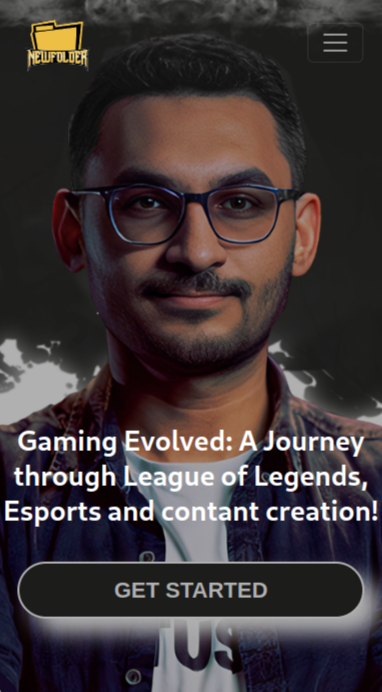 NEWFOLDER
Gaming Evolved: A Journey
through League of Legends,
Esports and contant creation!
GET STARTED